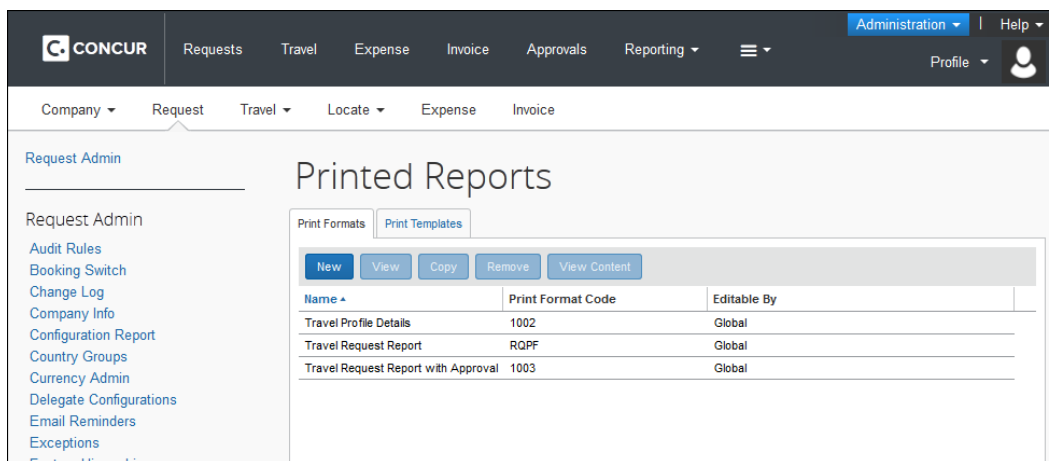 Administration | Help
C. CONCUR Requests Travel Expense Invoice Approvals Reporting
Profile
Company Request Travel Locate Expense Invoice
Request Admin
Printed Reports
Request Admin
Print Formats Print Templates
Audit Rules
Booking Switch
Change Log
Company Info
Configuration Report
Country Groups
Currency Admin
Delegate Configurations
Email Reminders
Exceptions
New View Copy Remove View Content
Name Print Format Code Editable By
Travel Profile Details 1002 Global
Travel Request Report RQPF Global
Travel Request Report with Approval 1003 Global